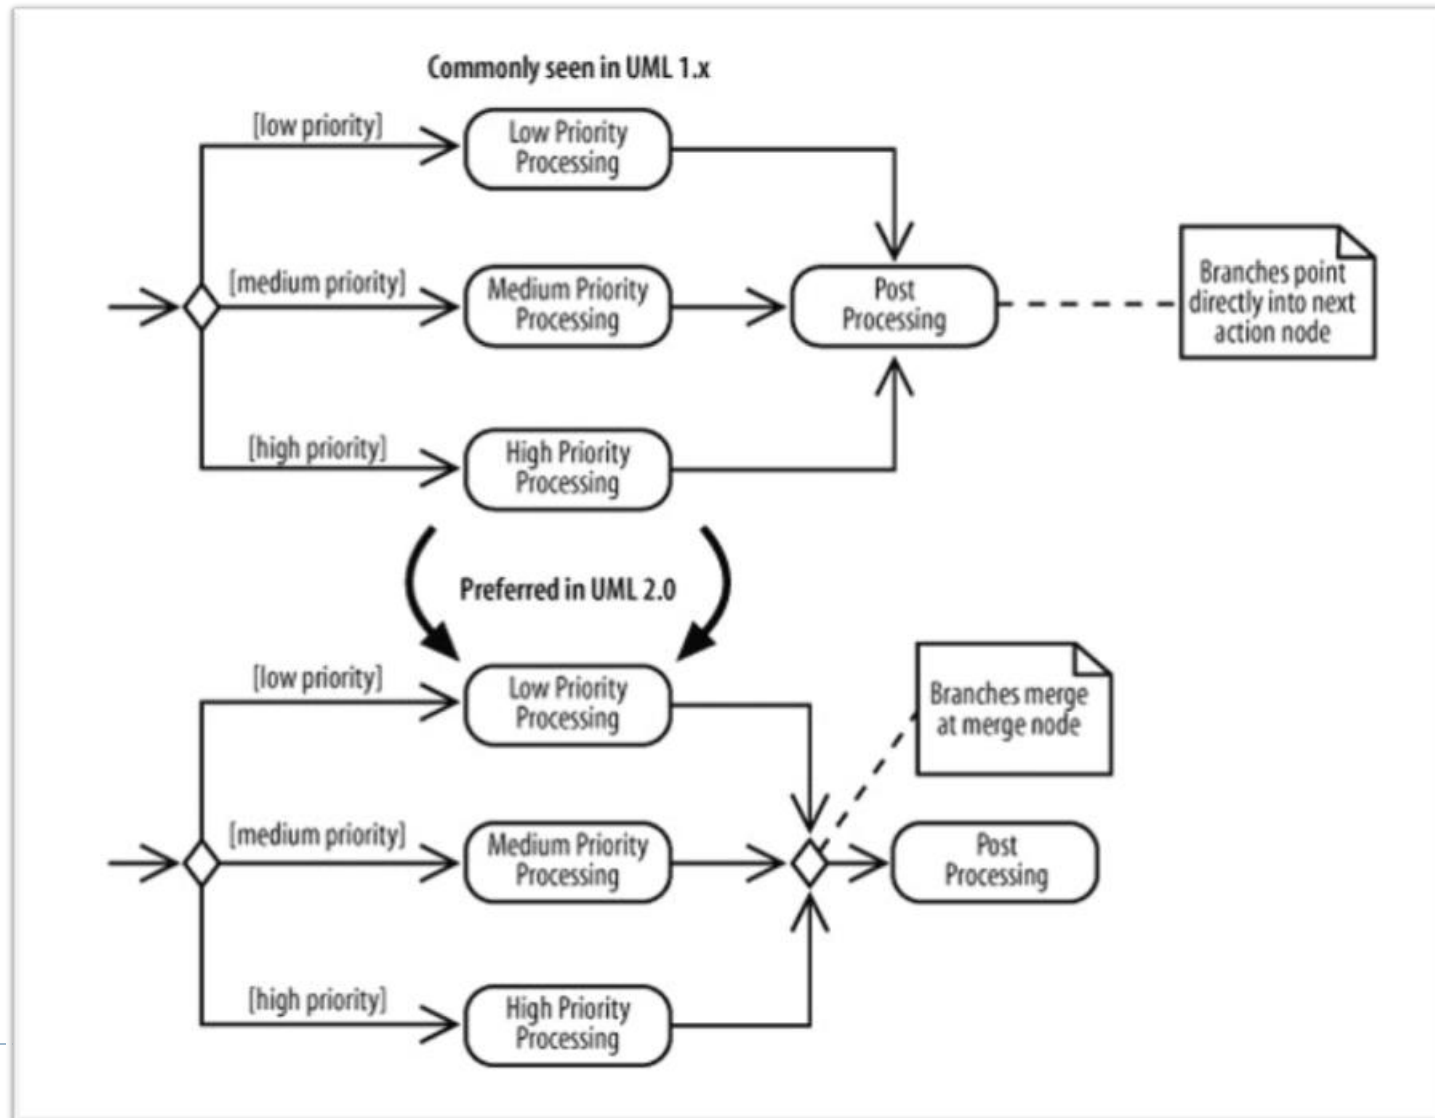 Commonly seen in UML 1.x
[low priority]
Low Priority
Processing
[medium priority]
Medium Priority
Processing
Post
Processing
Branches point
directly into next
action node
[high priority]
High Priority
Processing
Preferred in UML 2.0
[low priority]
Low Priority
Processing
Branches merge
at merge node
[medium priority]
Medium Priority
Processing
Post
Processing
[high priority]
High Priority
Processing